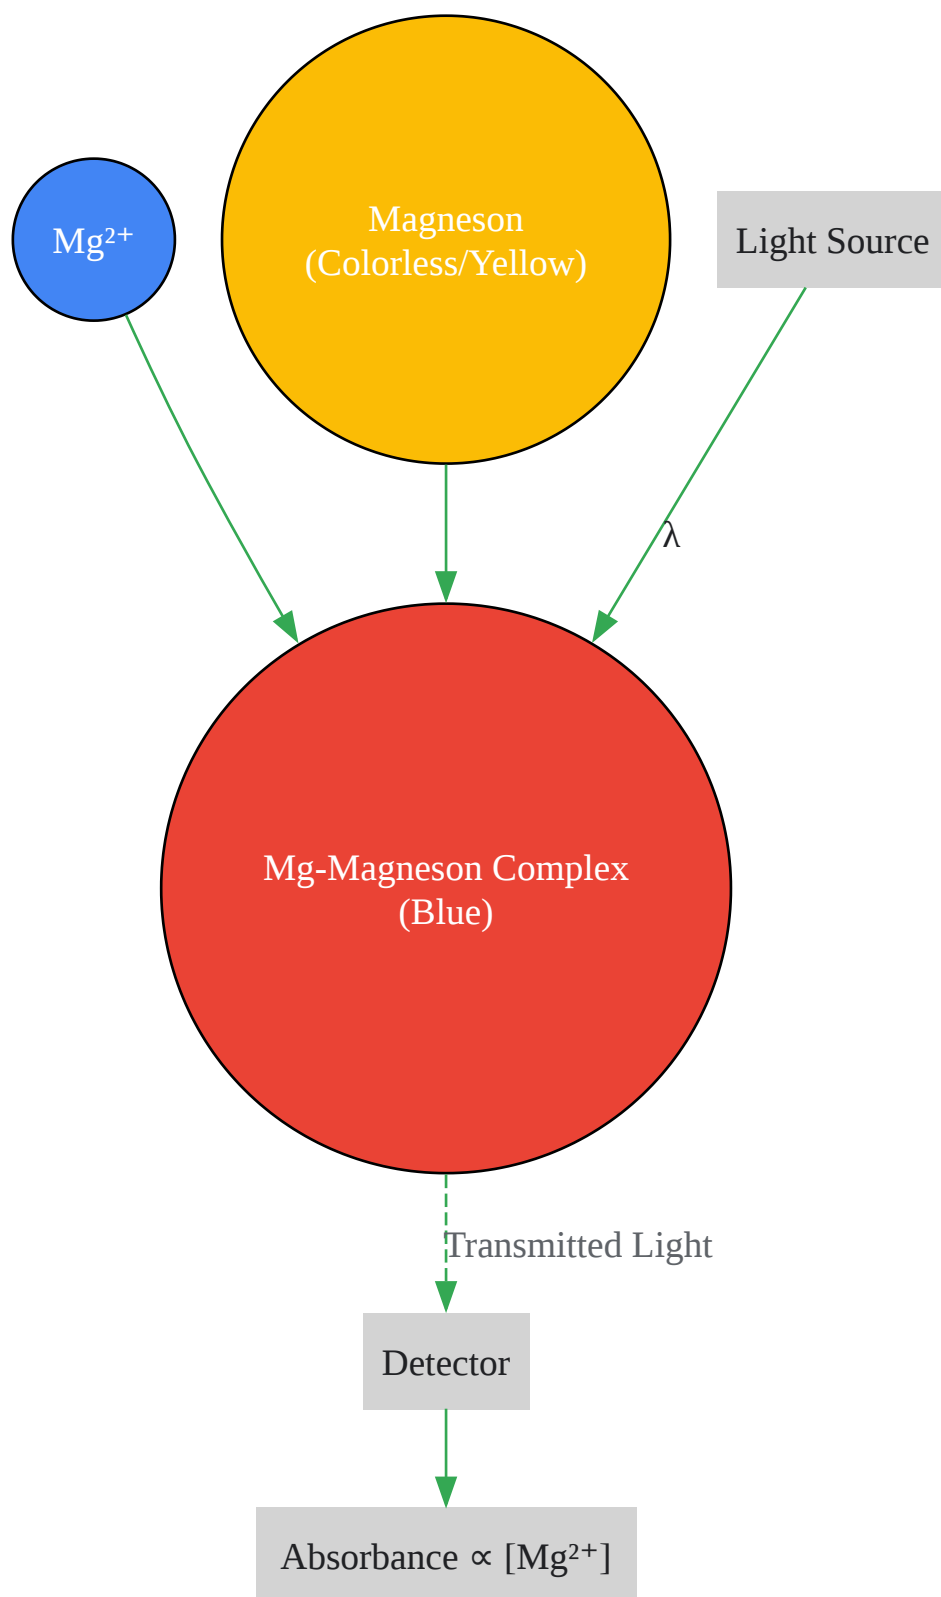 Mg²⁺
Magneson
(Colorless/Yellow)
Light Source
λ
Mg-Magneson Complex
(Blue)
Transmitted Light
Detector
Absorbance ∝ [Mg²⁺]